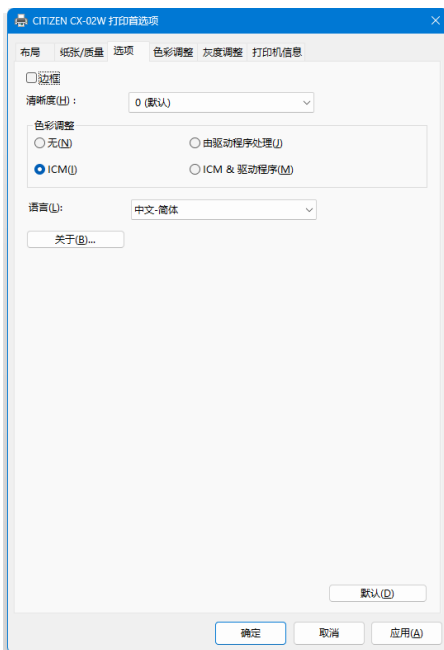 CITIZEN CX-02W 打印首选项
布局 纸张/质量 选项 色彩调整 灰度调整 打印机信息
边框
清晰度(H)： 0 (默认)
色彩调整
无(N) 由驱动程序处理(J)
ICM(I) ICM & 驱动程序(M)
语言(L): 中文-简体
关于(B)...
默认(D)
确定 取消 应用(A)